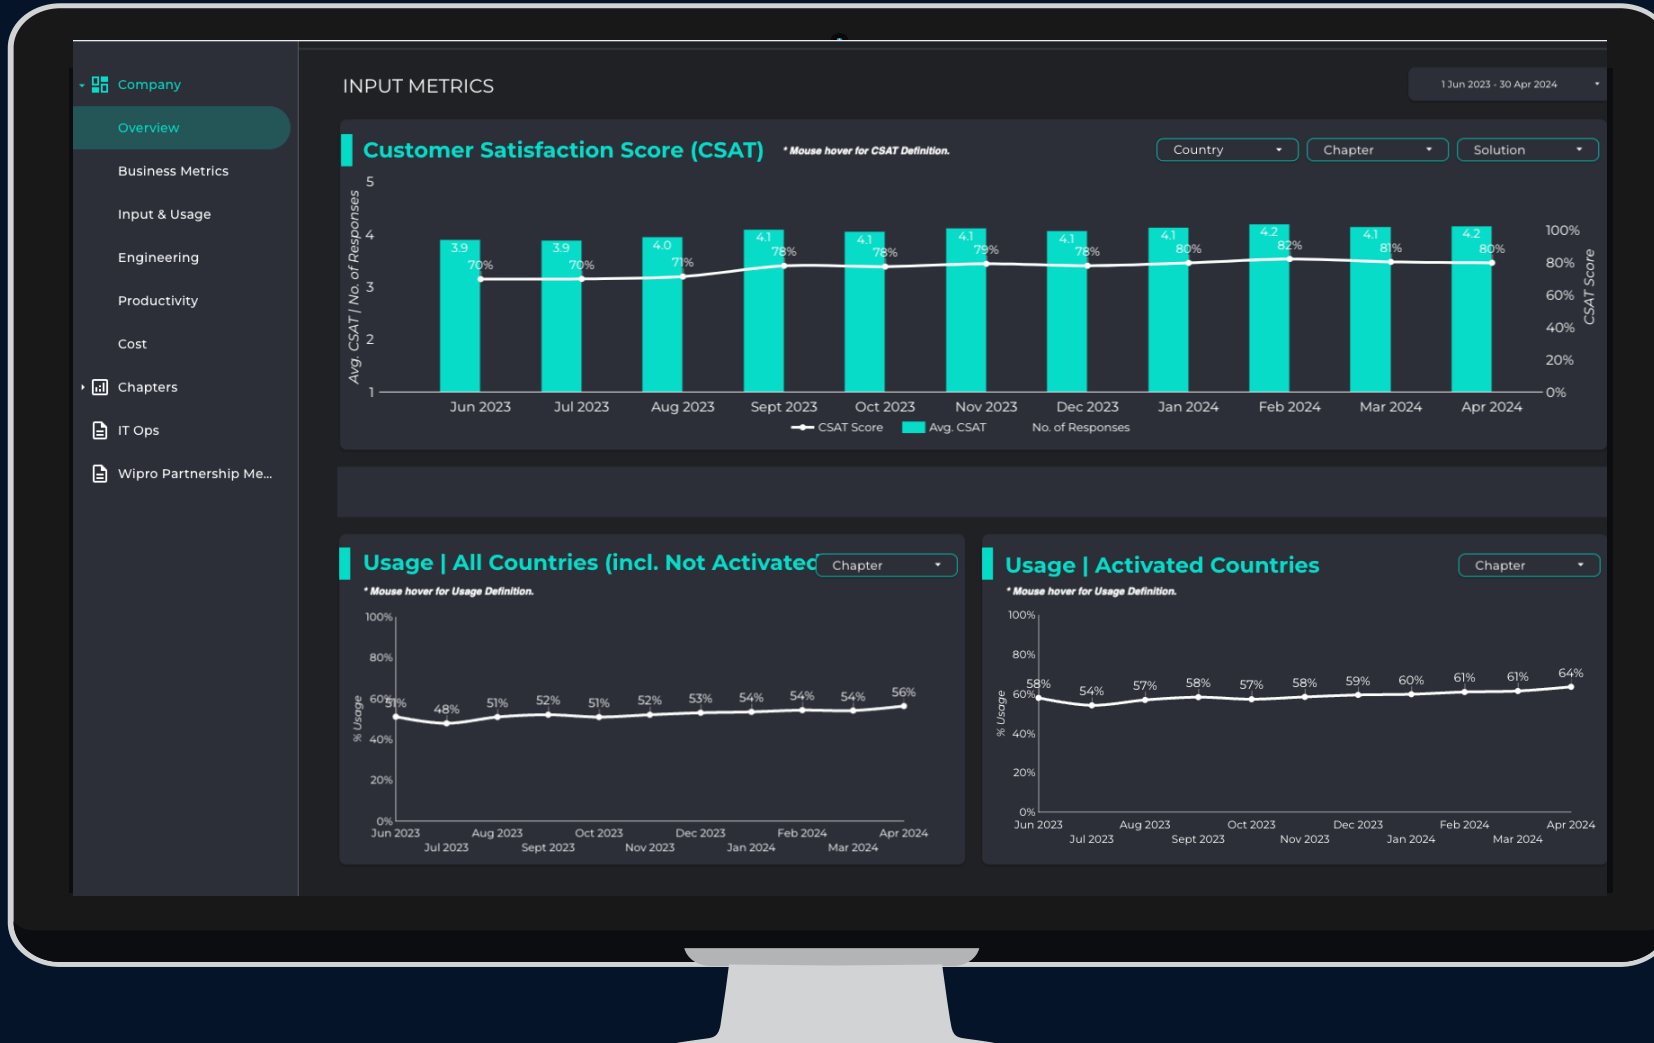 Company
Overview
Business Metrics
Input & Usage
Engineering
Productivity
Cost
Chapters
IT Ops
Wipro Partnership Me...
INPUT METRICS
1 Jun 2023 - 30 Apr 2024
Customer Satisfaction Score (CSAT)
* Mouse hover for CSAT Definition.
Country
Chapter
Solution
Avg. CSAT | No. of Responses
5
4
3
2
1
3.9 3.9 4.0 4.1 4.1 4.1 4.1 4.1 4.2 4.1 4.2
70% 70% 71% 78% 78% 79% 78% 80% 82% 81% 80%
100%
80%
60%
40%
20%
0%
CSAT Score
Jun 2023 Jul 2023 Aug 2023 Sept 2023 Oct 2023 Nov 2023 Dec 2023 Jan 2024 Feb 2024 Mar 2024 Apr 2024
CSAT Score Avg. CSAT No. of Responses
Usage | All Countries (incl. Not Activated
Chapter
* Mouse hover for Usage Definition.
% Usage
100%
80%
60%
40%
20%
0%
51% 48% 51% 52% 51% 52% 53% 54% 54% 54% 56%
Jun 2023 Aug 2023 Oct 2023 Dec 2023 Feb 2024 Apr 2024
Jul 2023 Sept 2023 Nov 2023 Jan 2024 Mar 2024
Usage | Activated Countries
Chapter
* Mouse hover for Usage Definition.
% Usage
100%
80%
60%
40%
20%
0%
58% 54% 57% 58% 57% 58% 59% 60% 61% 61% 64%
Jun 2023 Aug 2023 Oct 2023 Dec 2023 Feb 2024 Apr 2024
Jul 2023 Sept 2023 Nov 2023 Jan 2024 Mar 2024